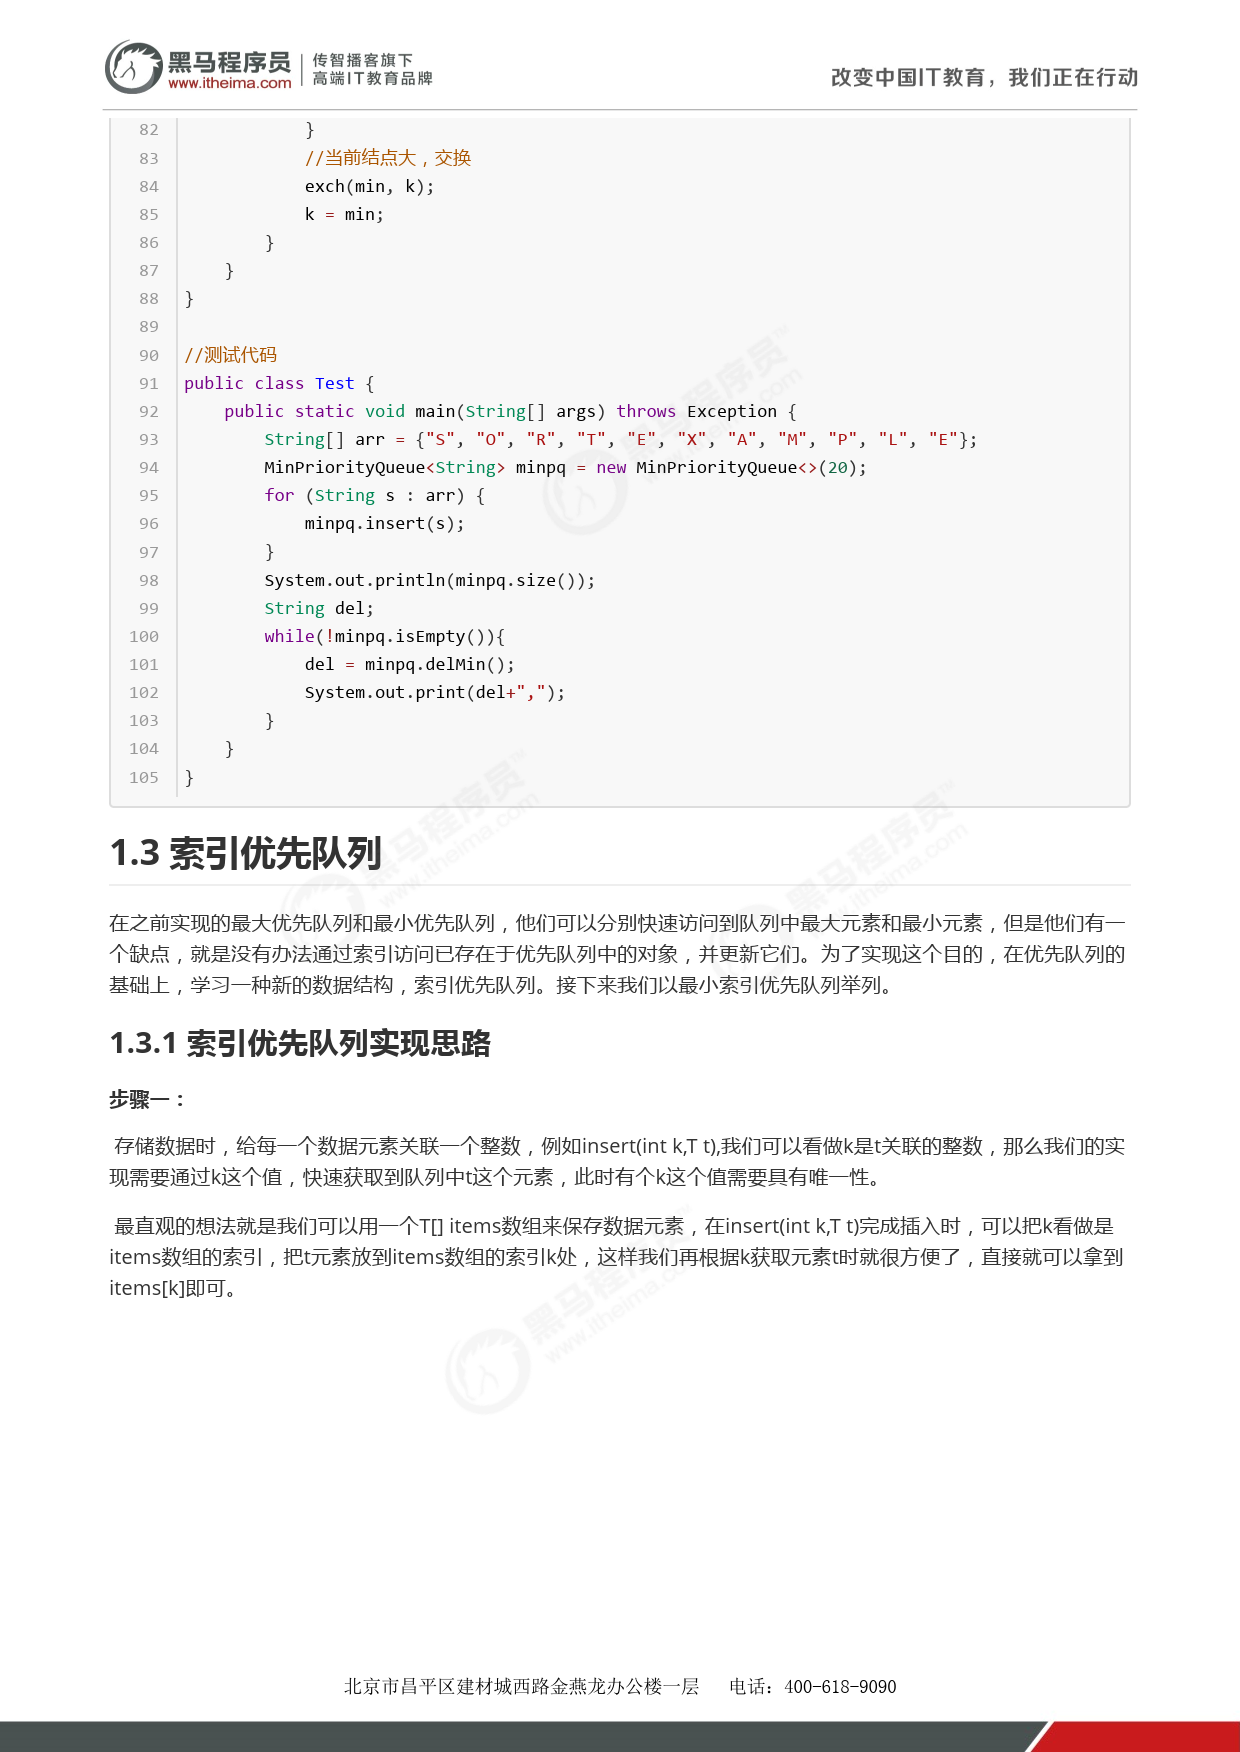 黑马程序员
www.itheima.com
传智播客旗下
高端IT教育品牌
改变中国IT教育，我们正在行动
82             }
83             //当前结点大，交换
84             exch(min, k);
85             k = min;
86         }
87     }
88 }
89
90 //测试代码
91 public class Test {
92     public static void main(String[] args) throws Exception {
93         String[] arr = {"S", "O", "R", "T", "E", "X", "A", "M", "P", "L", "E"};
94         MinPriorityQueue<String> minpq = new MinPriorityQueue<>(20);
95         for (String s : arr) {
96             minpq.insert(s);
97         }
98         System.out.println(minpq.size());
99         String del;
100         while(!minpq.isEmpty()){
101             del = minpq.delMin();
102             System.out.print(del+",");
103         }
104     }
105 }
1.3 索引优先队列
在之前实现的最大优先队列和最小优先队列，他们可以分别快速访问到队列中最大元素和最小元素，但是他们有一
个缺点，就是没有办法通过索引访问已存在于优先队列中的对象，并更新它们。为了实现这个目的，在优先队列的
基础上，学习一种新的数据结构，索引优先队列。接下来我们以最小索引优先队列举列。
1.3.1 索引优先队列实现思路
步骤一：
存储数据时，给每一个数据元素关联一个整数，例如insert(int k,T t),我们可以看做k是t关联的整数，那么我们的实
现需要通过k这个值，快速获取到队列中t这个元素，此时有个k这个值需要具有唯一性。
最直观的想法就是我们可以用一个T[] items数组来保存数据元素，在insert(int k,T t)完成插入时，可以把k看做是
items数组的索引，把t元素放到items数组的索引k处，这样我们再根据k获取元素t时就很方便了，直接就可以拿到
items[k]即可。
北京市昌平区建材城西路金燕龙办公楼一层 电话：400-618-9090